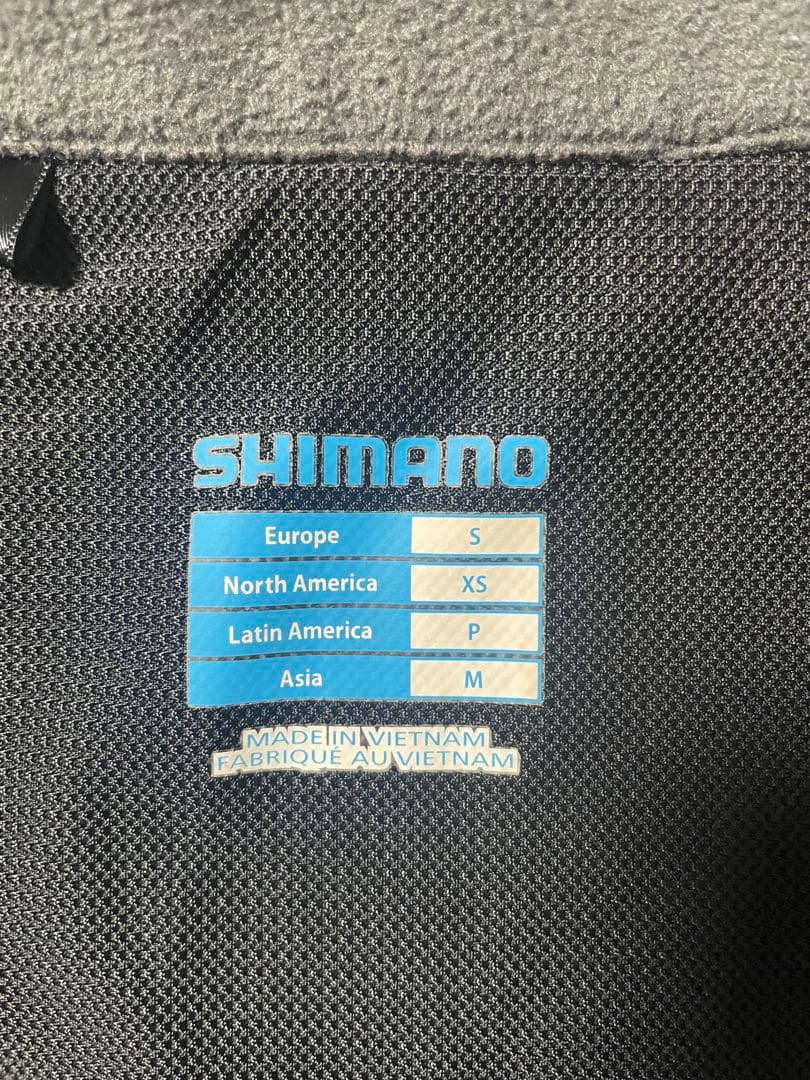 SHIMANO
Europe S
North America XS
Latin America P
Asia M
MADE IN VIETNAM
FABRIQUÉ AU VIETNAM